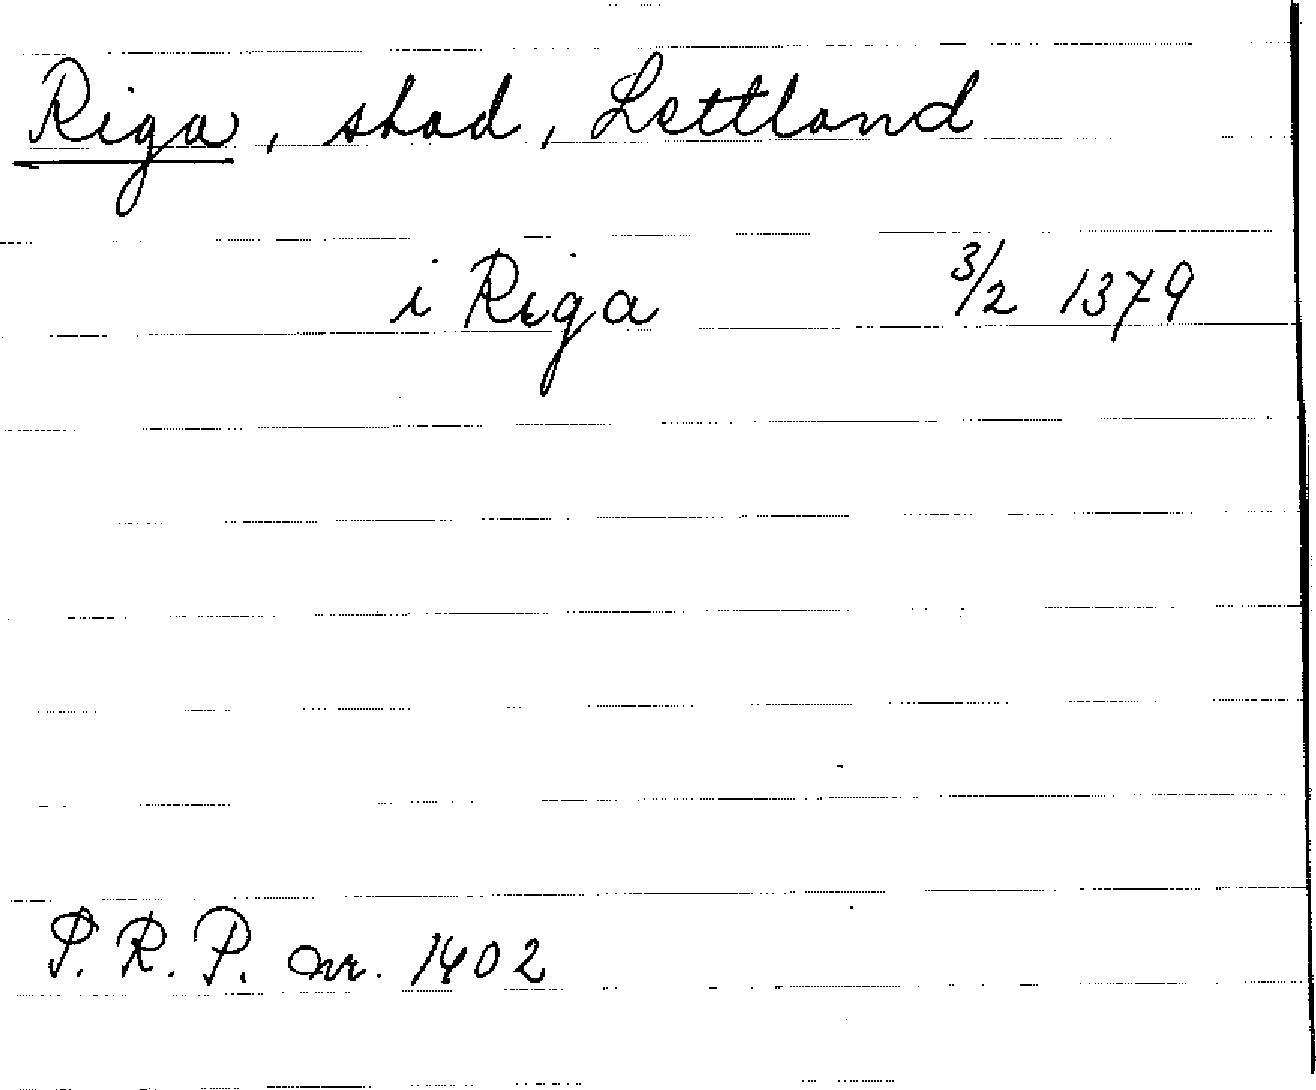 Riga, stad, Lettland
i Riga 3/2 1379
S.R.P. nr. 1402